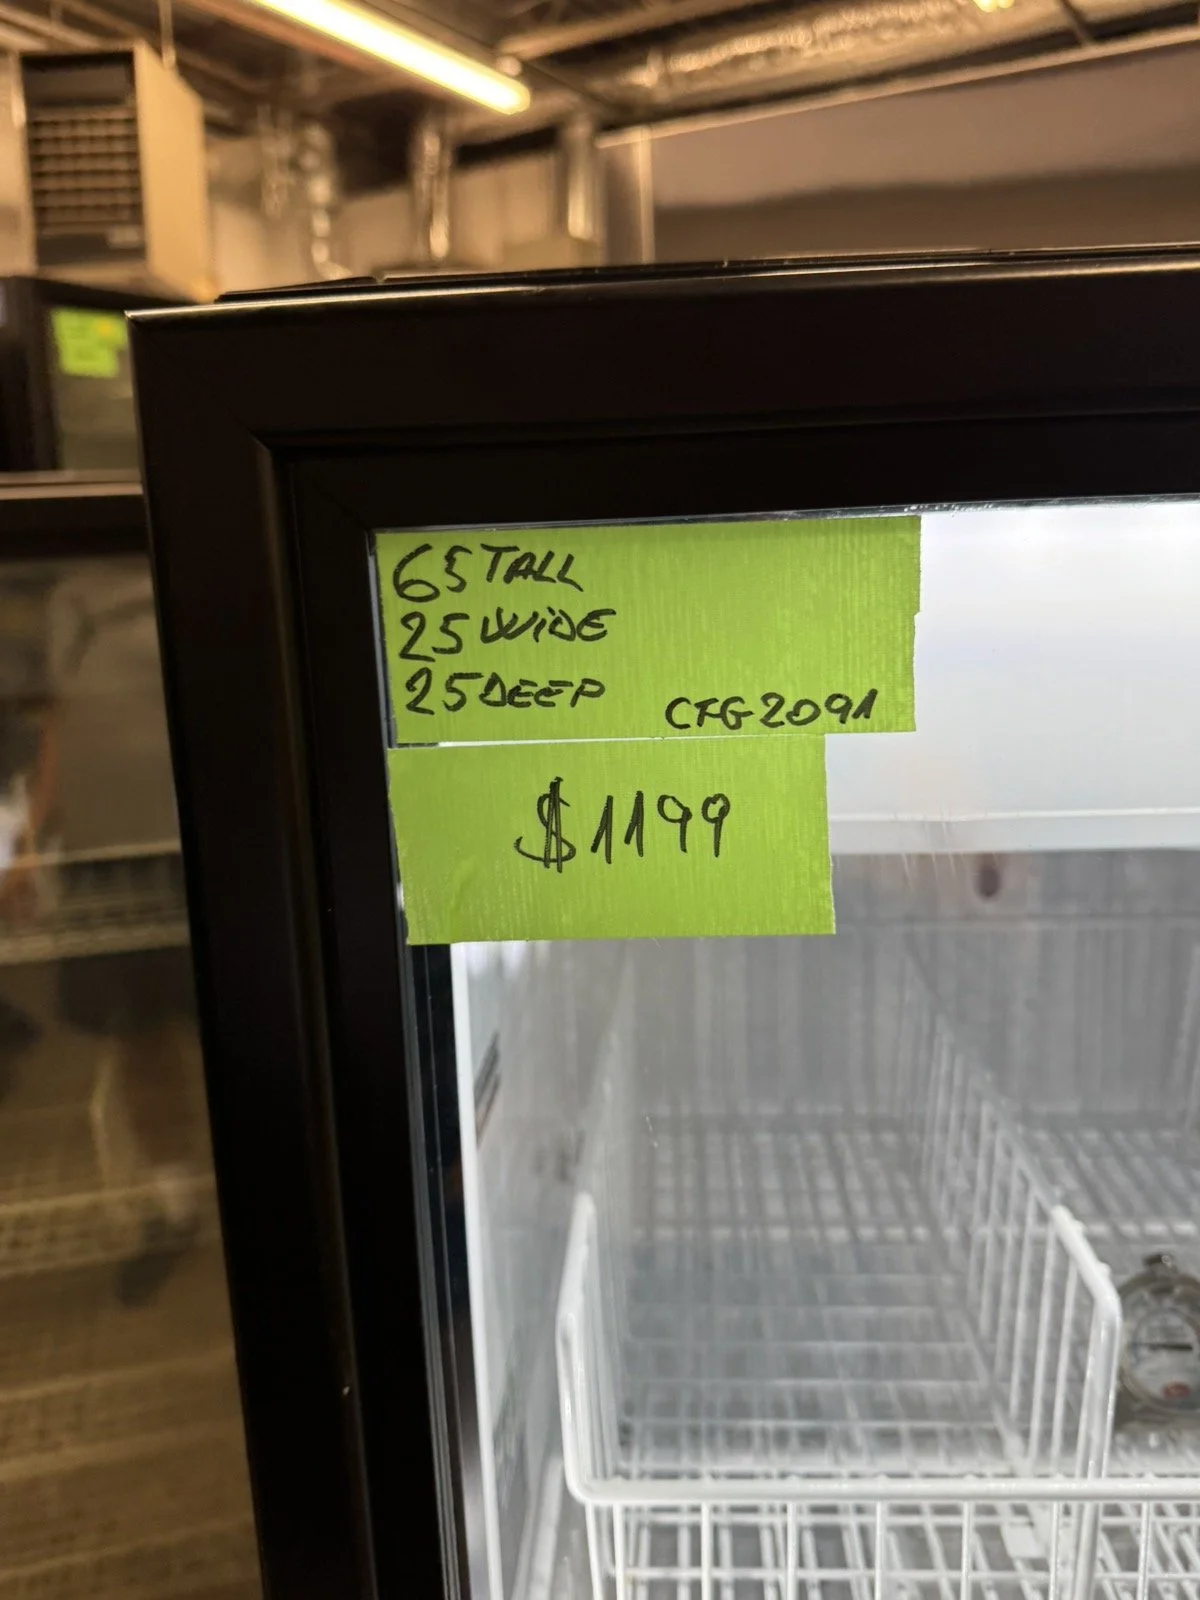 65 TALL
25 WIDE
25 DEEP
CFG2091
$1199